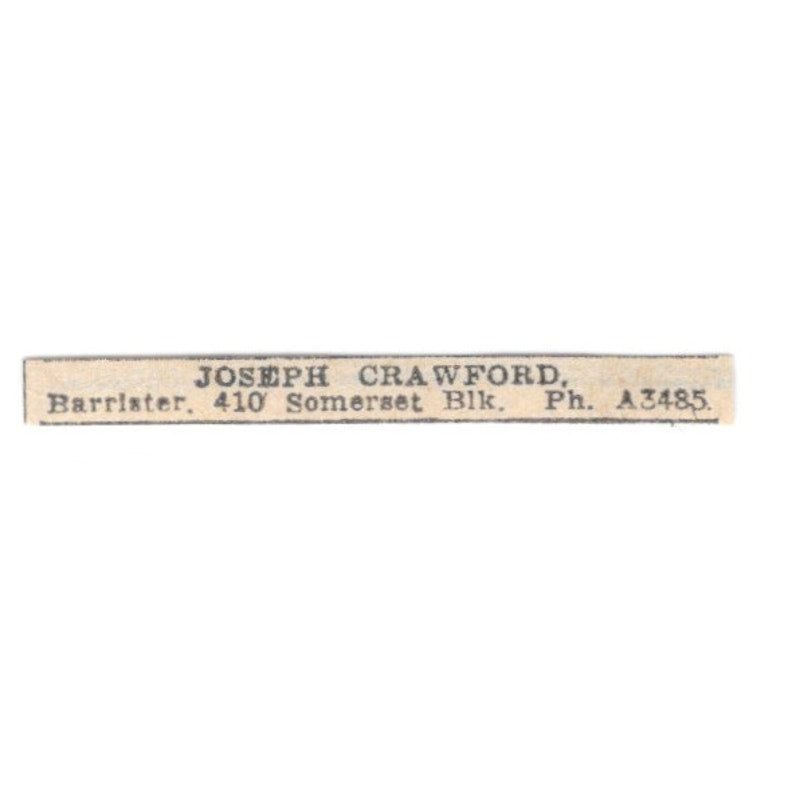 JOSEPH CRAWFORD,
Barrister, 410 Somerset Blk. Ph. A3485.